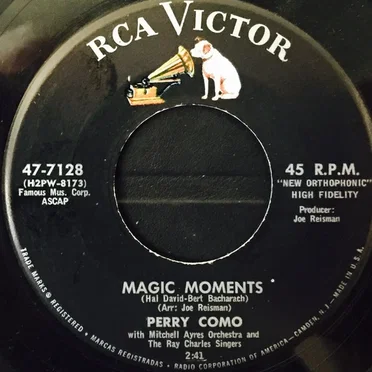 RCA VICTOR
47-7128
(H2PW-8173)
Famous Mus. Corp.
ASCAP
45 R.P.M.
"NEW ORTHOPHONIC"
HIGH FIDELITY
Producer:
Joe Reisman
MAGIC MOMENTS
(Hal David-Bert Bacharach)
(Arr: Joe Reisman)
PERRY COMO
with Mitchell Ayres Orchestra and
The Ray Charles Singers
2:41
TRADE MARKS ® REGISTERED • MARCAS REGISTRADAS • RADIO CORPORATION OF AMERICA—CAMDEN, N.J.—MADE IN U.S.A.